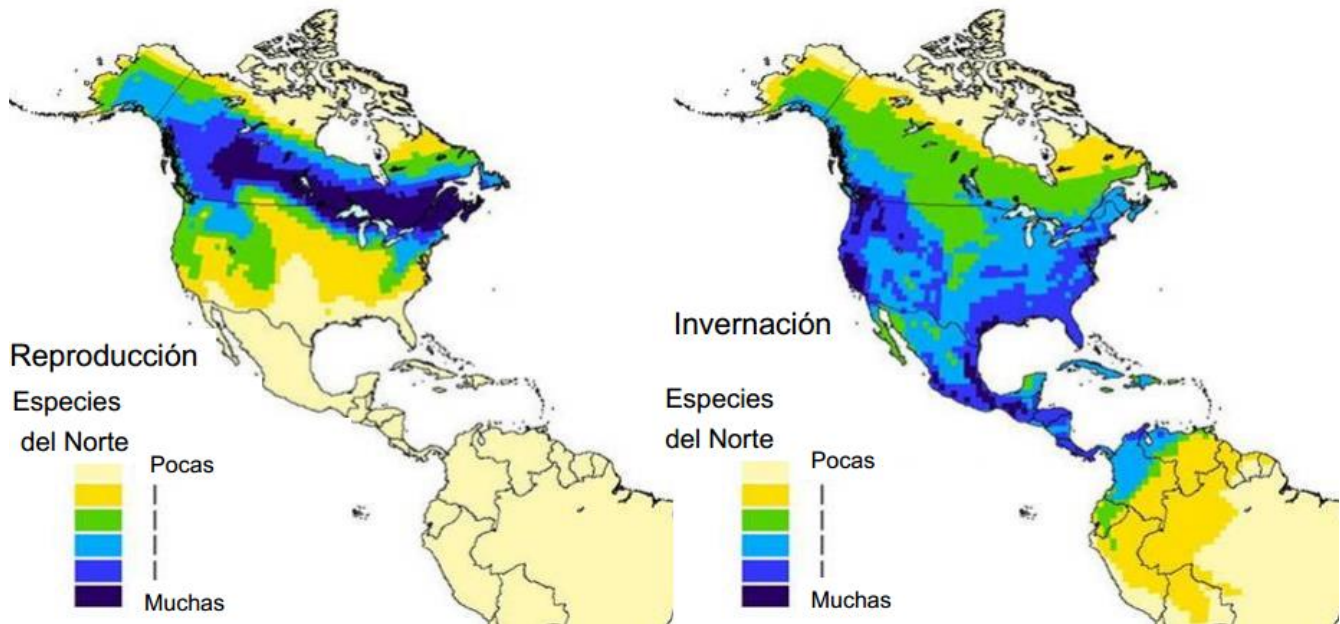 Reproducción
Especies
del Norte
Pocas
Muchas
Invernación
Especies
del Norte
Pocas
Muchas